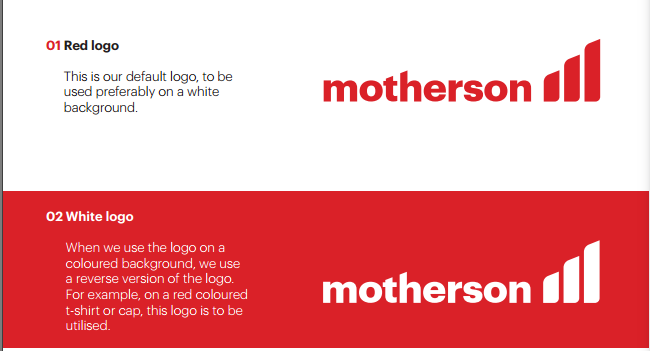 01 Red logo
This is our default logo, to be
used preferably on a white
background.
motherson
02 White logo
When we use the logo on a
coloured background, we use
a reverse version of the logo.
For example, on a red coloured
t-shirt or cap, this logo is to be
utilised.
motherson